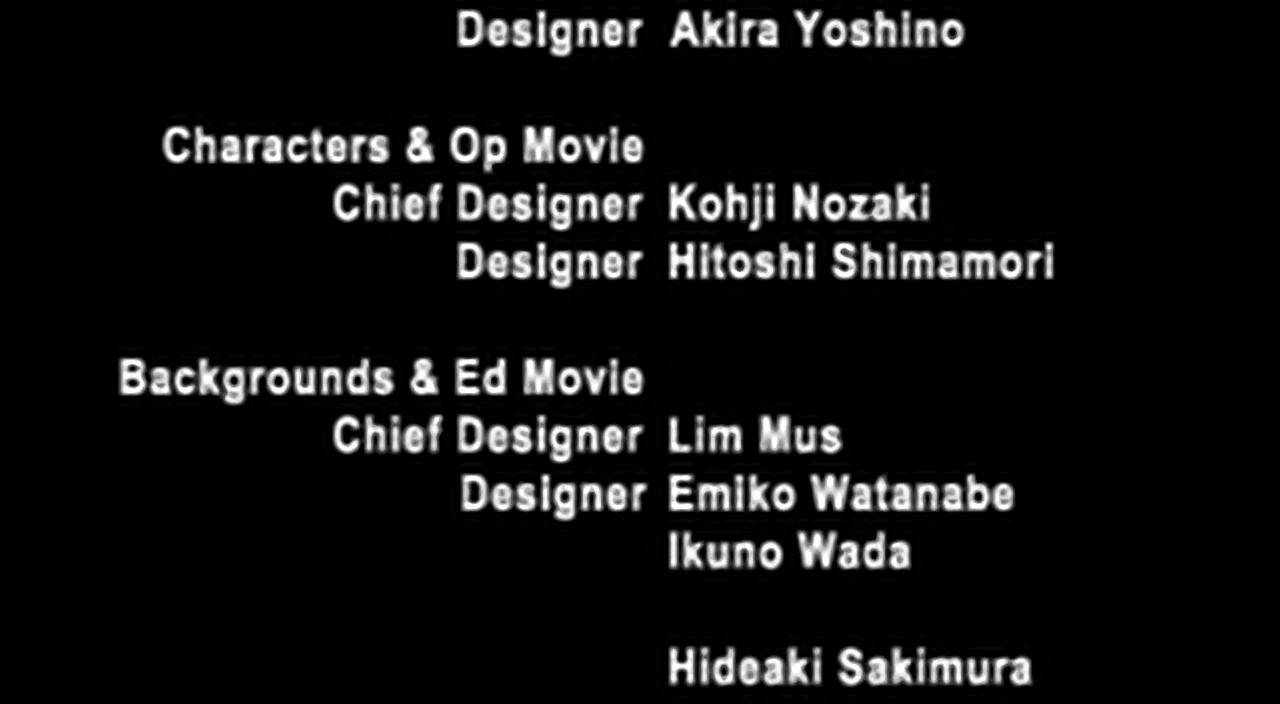 Designer Akira Yoshino
Characters & Op Movie
Chief Designer Kohji Nozaki
Designer Hitoshi Shimamori
Backgrounds & Ed Movie
Chief Designer Lim Mus
Designer Emiko Watanabe
Ikuno Wada
Hideaki Sakimura